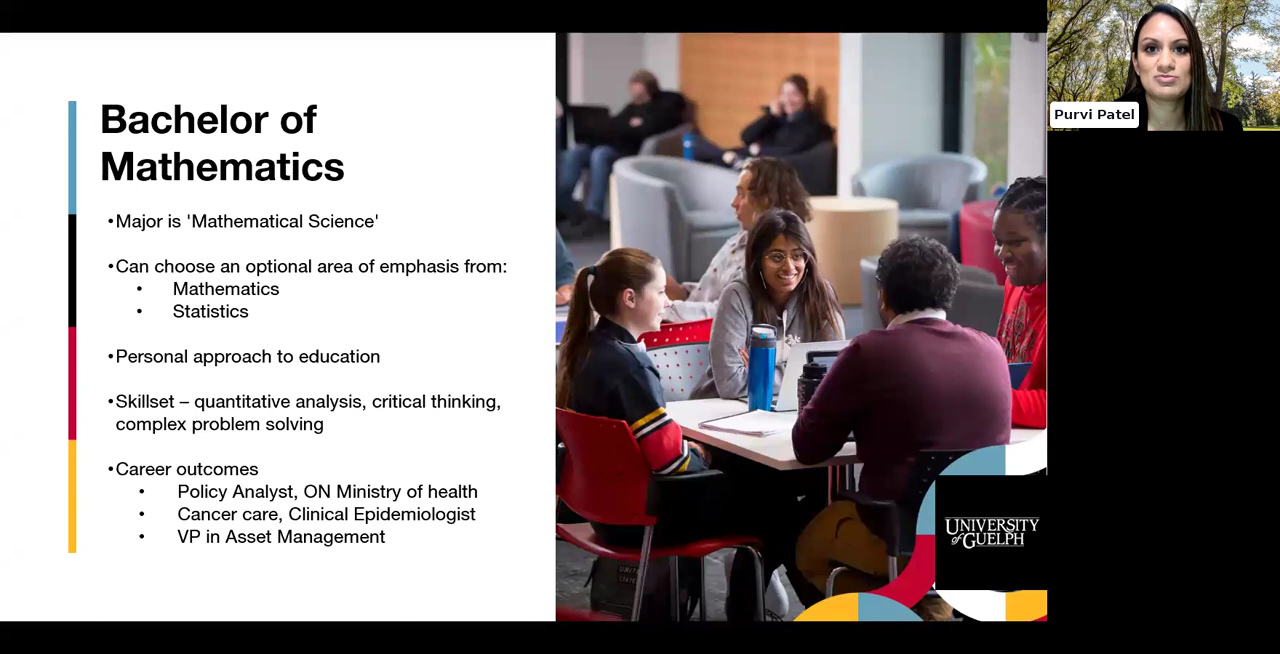 Bachelor of
Mathematics
•Major is 'Mathematical Science'
•Can choose an optional area of emphasis from:
• Mathematics
• Statistics
•Personal approach to education
•Skillset – quantitative analysis, critical thinking,
complex problem solving
•Career outcomes
• Policy Analyst, ON Ministry of health
• Cancer care, Clinical Epidemiologist
• VP in Asset Management
UNIVERSITY
of GUELPH
Purvi Patel